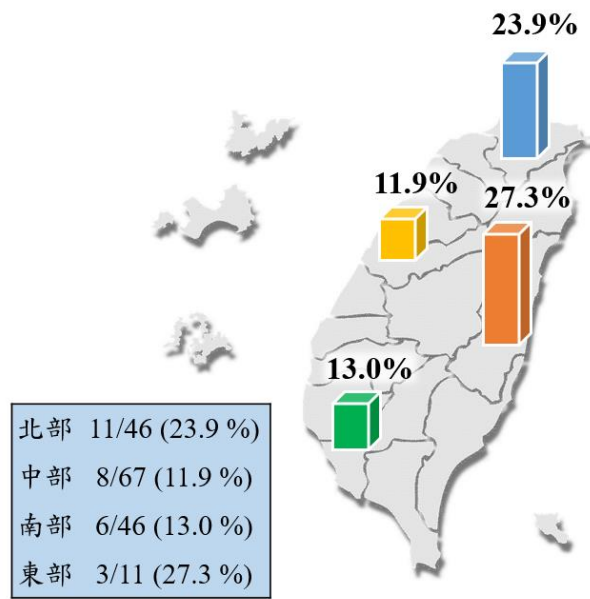 23.9%
11.9%
27.3%
13.0%
北部 11/46 (23.9 %)
中部 8/67 (11.9 %)
南部 6/46 (13.0 %)
東部 3/11 (27.3 %)